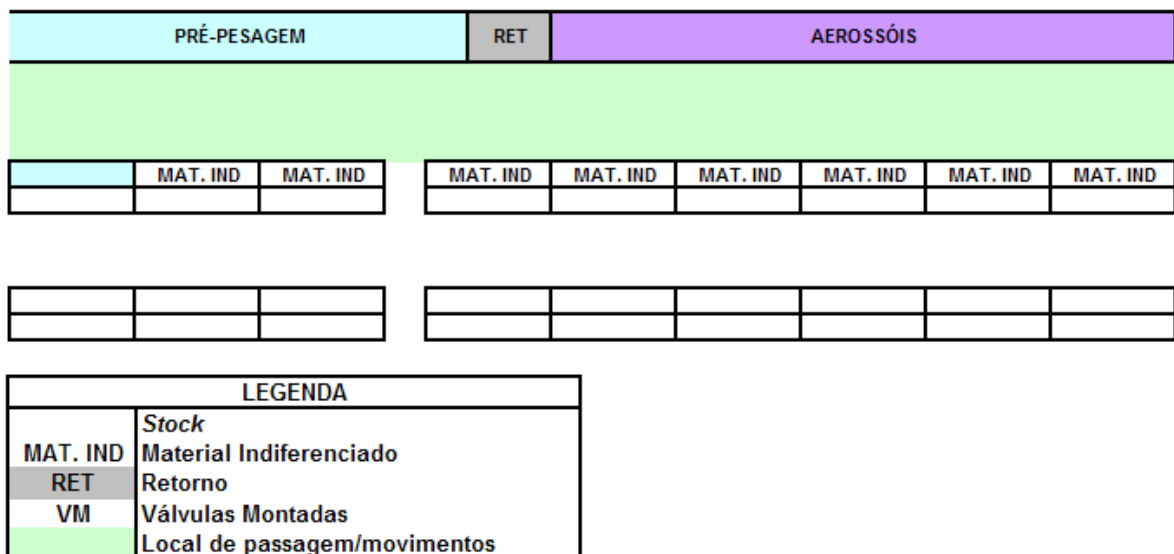 PRÉ-PESAGEM RET AEROSSÓIS
MAT. IND MAT. IND MAT. IND MAT. IND MAT. IND MAT. IND MAT. IND MAT. IND
LEGENDA
Stock
MAT. IND Material Indiferenciado
RET Retorno
VM Válvulas Montadas
Local de passagem/movimentos